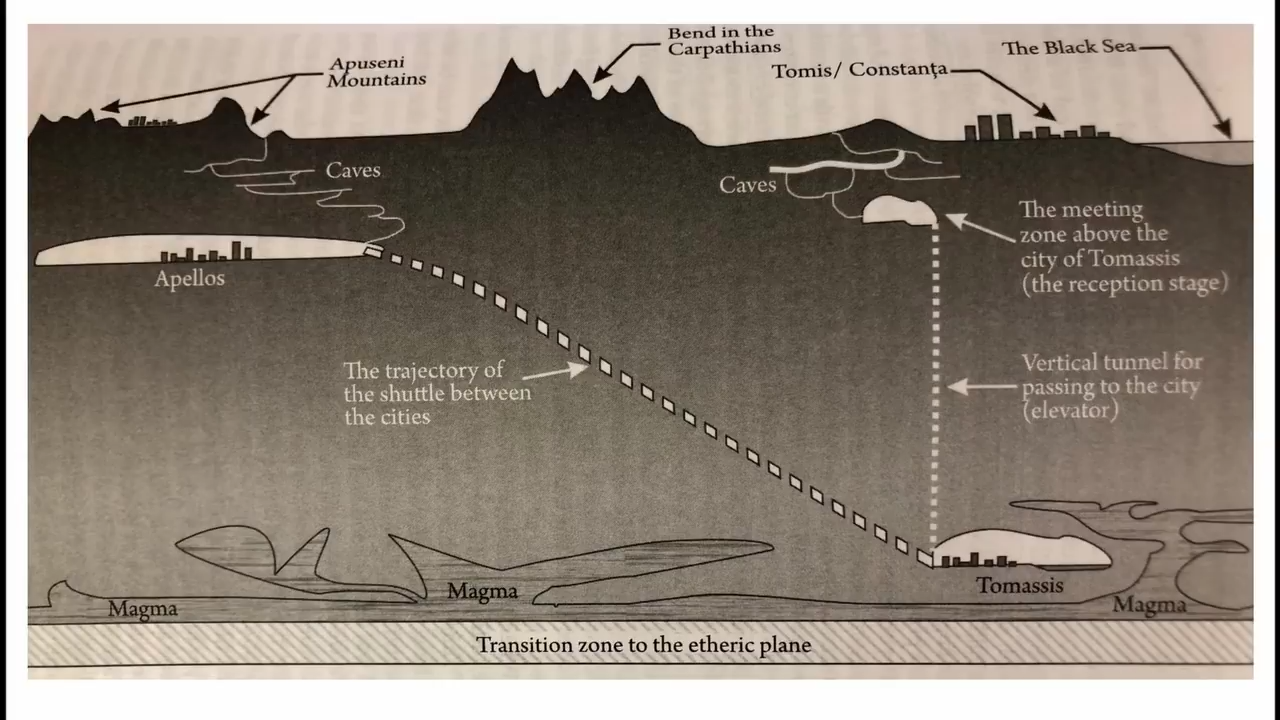 Bend in the
Carpathians
The Black Sea
Apuseni
Mountains
Tomis/ Constanţa
Caves
Caves
The meeting
zone above the
city of Tomassis
(the reception stage)
Apellos
The trajectory of
the shuttle between
the cities
Vertical tunnel for
passing to the city
(elevator)
Magma
Magma
Tomassis
Magma
Transition zone to the etheric plane